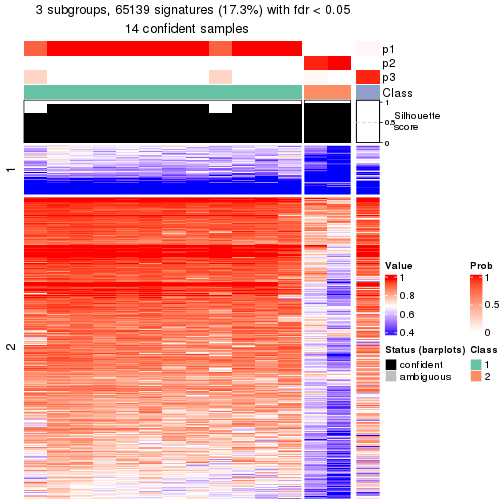 3 subgroups, 65139 signatures (17.3%) with fdr < 0.05
14 confident samples
p1
p2
p3
Class
1
0.5
0
Silhouette
score
1
2
Value
1
0.8
0.6
0.4
Prob
1
0.5
0
Status (barplots)
confident
ambiguous
Class
1
2